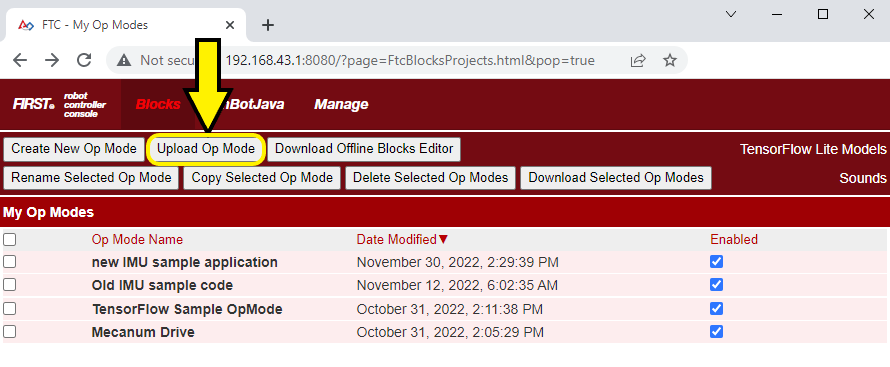 FTC - My Op Modes
Not secu 192.168.43.1:8080/?page=FtcBlocksProjects.html&pop=true
FIRST® robot controller console Blocks nBotJava Manage
Create New Op Mode Upload Op Mode Download Offline Blocks Editor TensorFlow Lite Models
Rename Selected Op Mode Copy Selected Op Mode Delete Selected Op Modes Download Selected Op Modes Sounds
My Op Modes
Op Mode Name Date Modified▼ Enabled
new IMU sample application November 30, 2022, 2:29:39 PM
Old IMU sample code November 12, 2022, 6:02:35 AM
TensorFlow Sample OpMode October 31, 2022, 2:11:38 PM
Mecanum Drive October 31, 2022, 2:05:29 PM